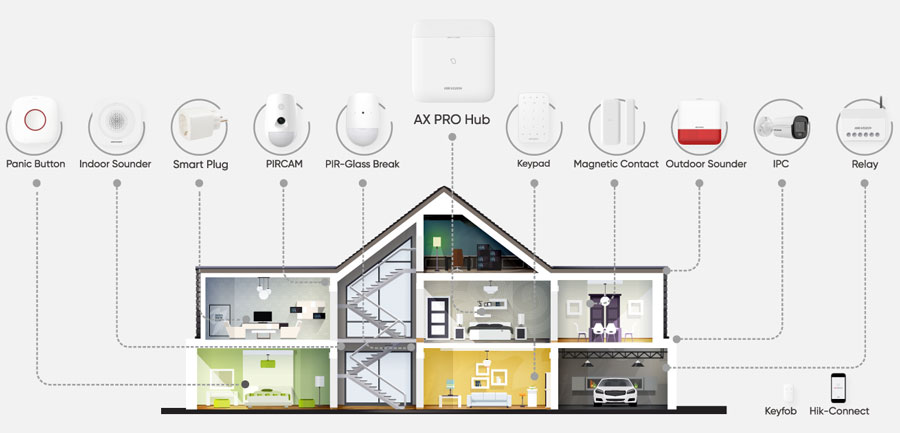 HIKVISION
AX PRO Hub
Panic Button
Indoor Sounder
Smart Plug
PIRCAM
PIR-Glass Break
Keypad
Magnetic Contact
Outdoor Sounder
IPC
Relay
Keyfob
Hik-Connect